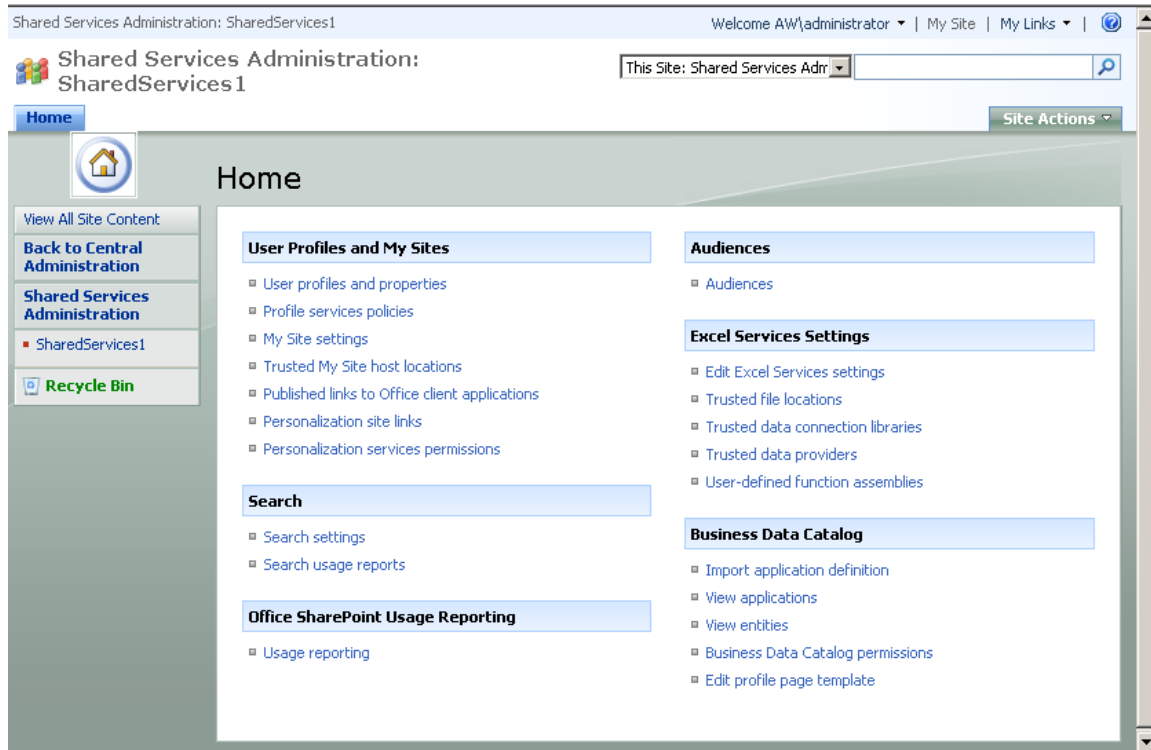 Shared Services Administration: SharedServices1
Welcome AW\administrator | My Site | My Links |
Shared Services Administration:
SharedServices1
This Site: Shared Services Adr
Home
Site Actions
Home
View All Site Content
Back to Central
Administration
Shared Services
Administration
SharedServices1
Recycle Bin
User Profiles and My Sites
User profiles and properties
Profile services policies
My Site settings
Trusted My Site host locations
Published links to Office client applications
Personalization site links
Personalization services permissions
Search
Search settings
Search usage reports
Office SharePoint Usage Reporting
Usage reporting
Audiences
Audiences
Excel Services Settings
Edit Excel Services settings
Trusted file locations
Trusted data connection libraries
Trusted data providers
User-defined function assemblies
Business Data Catalog
Import application definition
View applications
View entities
Business Data Catalog permissions
Edit profile page template